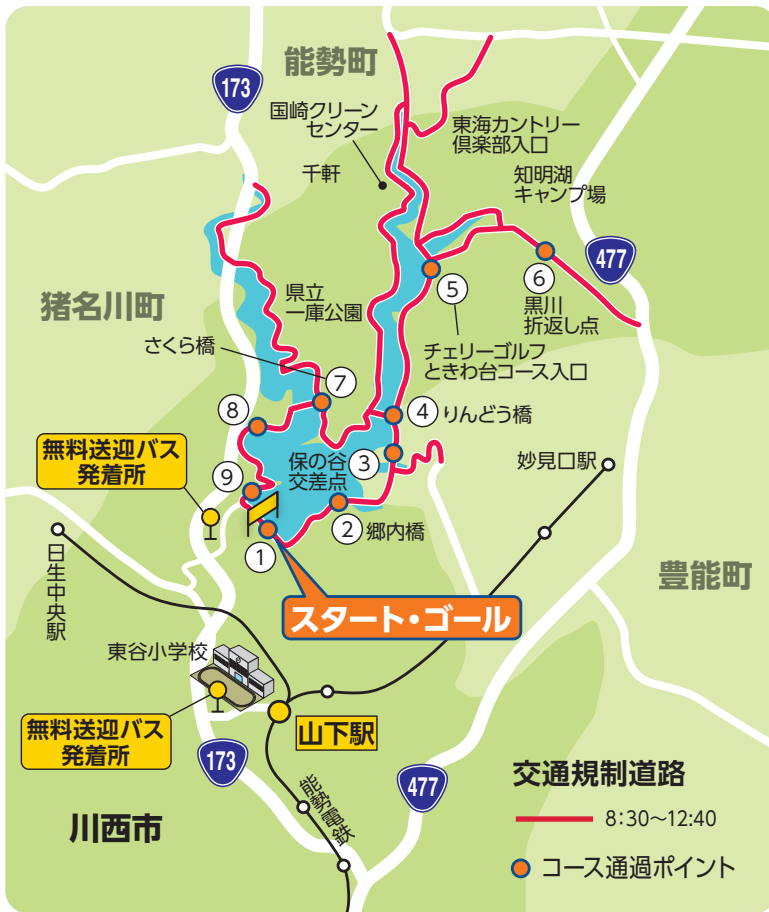 能勢町
173
国崎クリーン
センター
東海カントリー
倶楽部入口
千軒
知明湖
キャンプ場
477
猪名川町
県立
一庫公園
⑤
⑥
黒川
折返し点
さくら橋
チェリーゴルフ
ときわ台コース入口
⑦
⑧
④
りんどう橋
無料送迎バス
発着所
保の谷
交差点
③
妙見口駅
⑨
②
郷内橋
①
日生中央駅
豊能町
スタート・ゴール
東谷小学校
無料送迎バス
発着所
山下駅
173
477
能勢電鉄
川西市
交通規制道路
8:30～12:40
コース通過ポイント